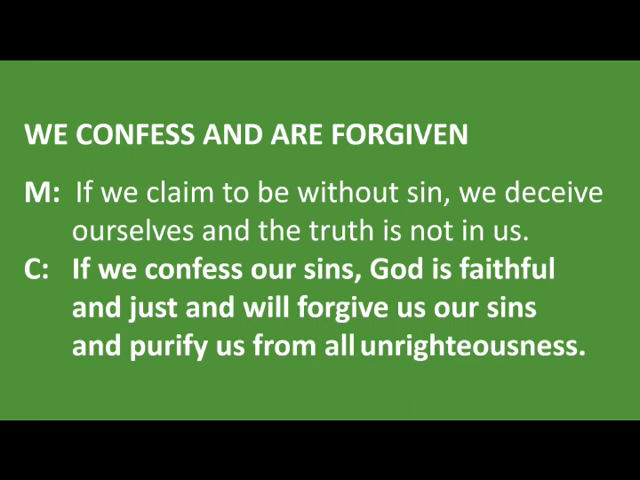 WE CONFESS AND ARE FORGIVEN
M: If we claim to be without sin, we deceive
ourselves and the truth is not in us.
C: If we confess our sins, God is faithful
and just and will forgive us our sins
and purify us from all unrighteousness.